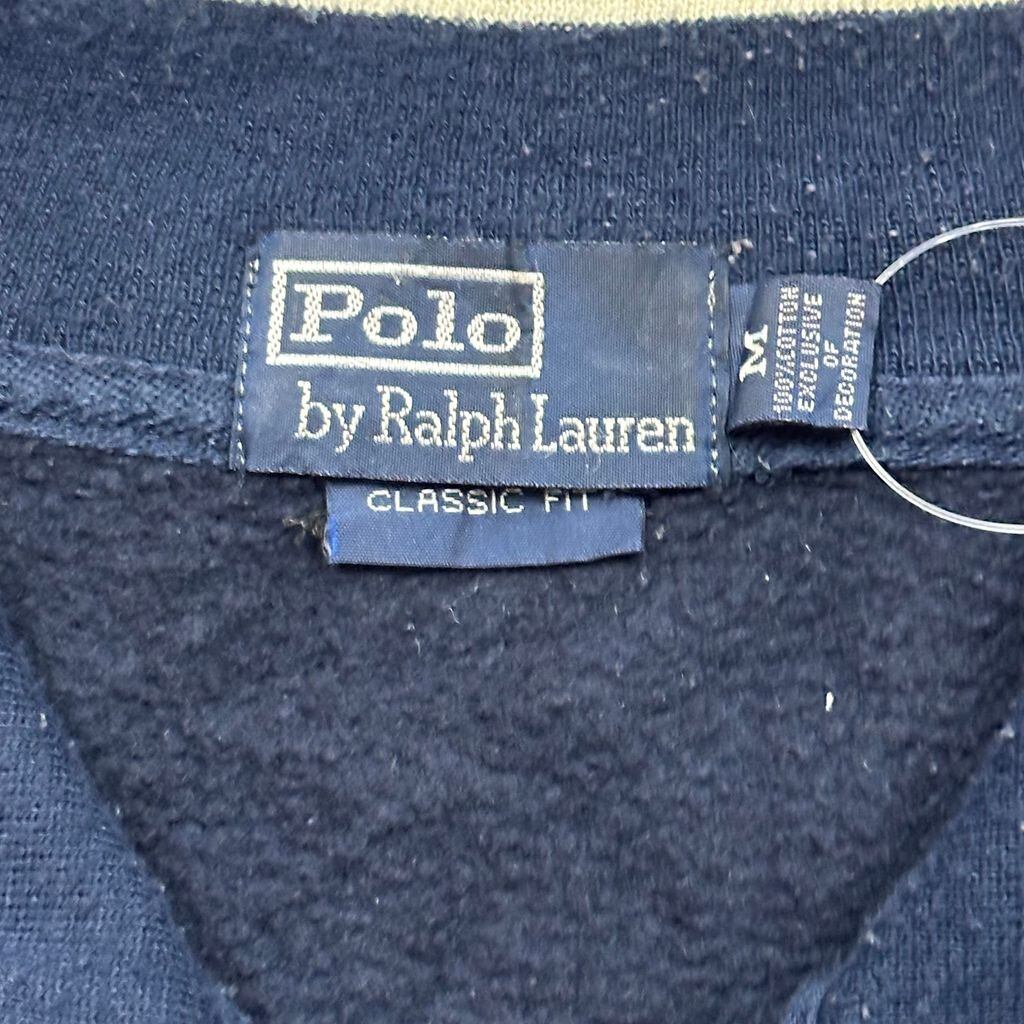 Polo
by Ralph Lauren
CLASSIC FIT
M
100% COTTON
EXCLUSIVE
OF
DECORATION